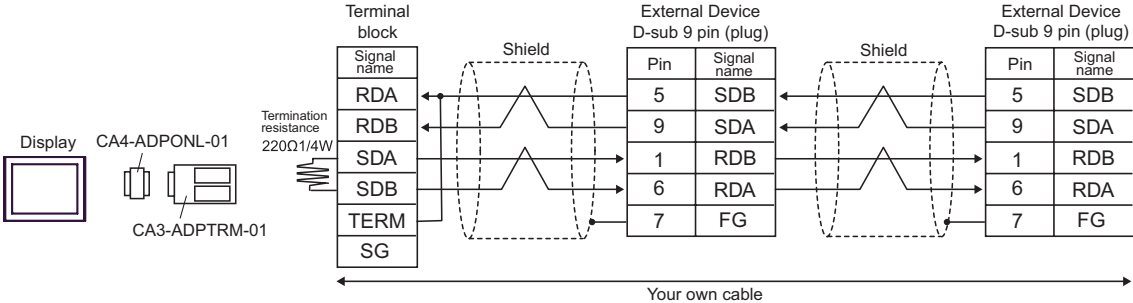 Terminal
block
External Device
D-sub 9 pin (plug)
External Device
D-sub 9 pin (plug)
Signal
name
RDA
RDB
SDA
SDB
TERM
SG
Shield
Pin
Signal
name
5
SDB
9
SDA
1
RDB
6
RDA
7
FG
Shield
Pin
Signal
name
5
SDB
9
SDA
1
RDB
6
RDA
7
FG
Termination
resistance
220Ω1/4W
Display
CA4-ADPONL-01
CA3-ADPTRM-01
Your own cable